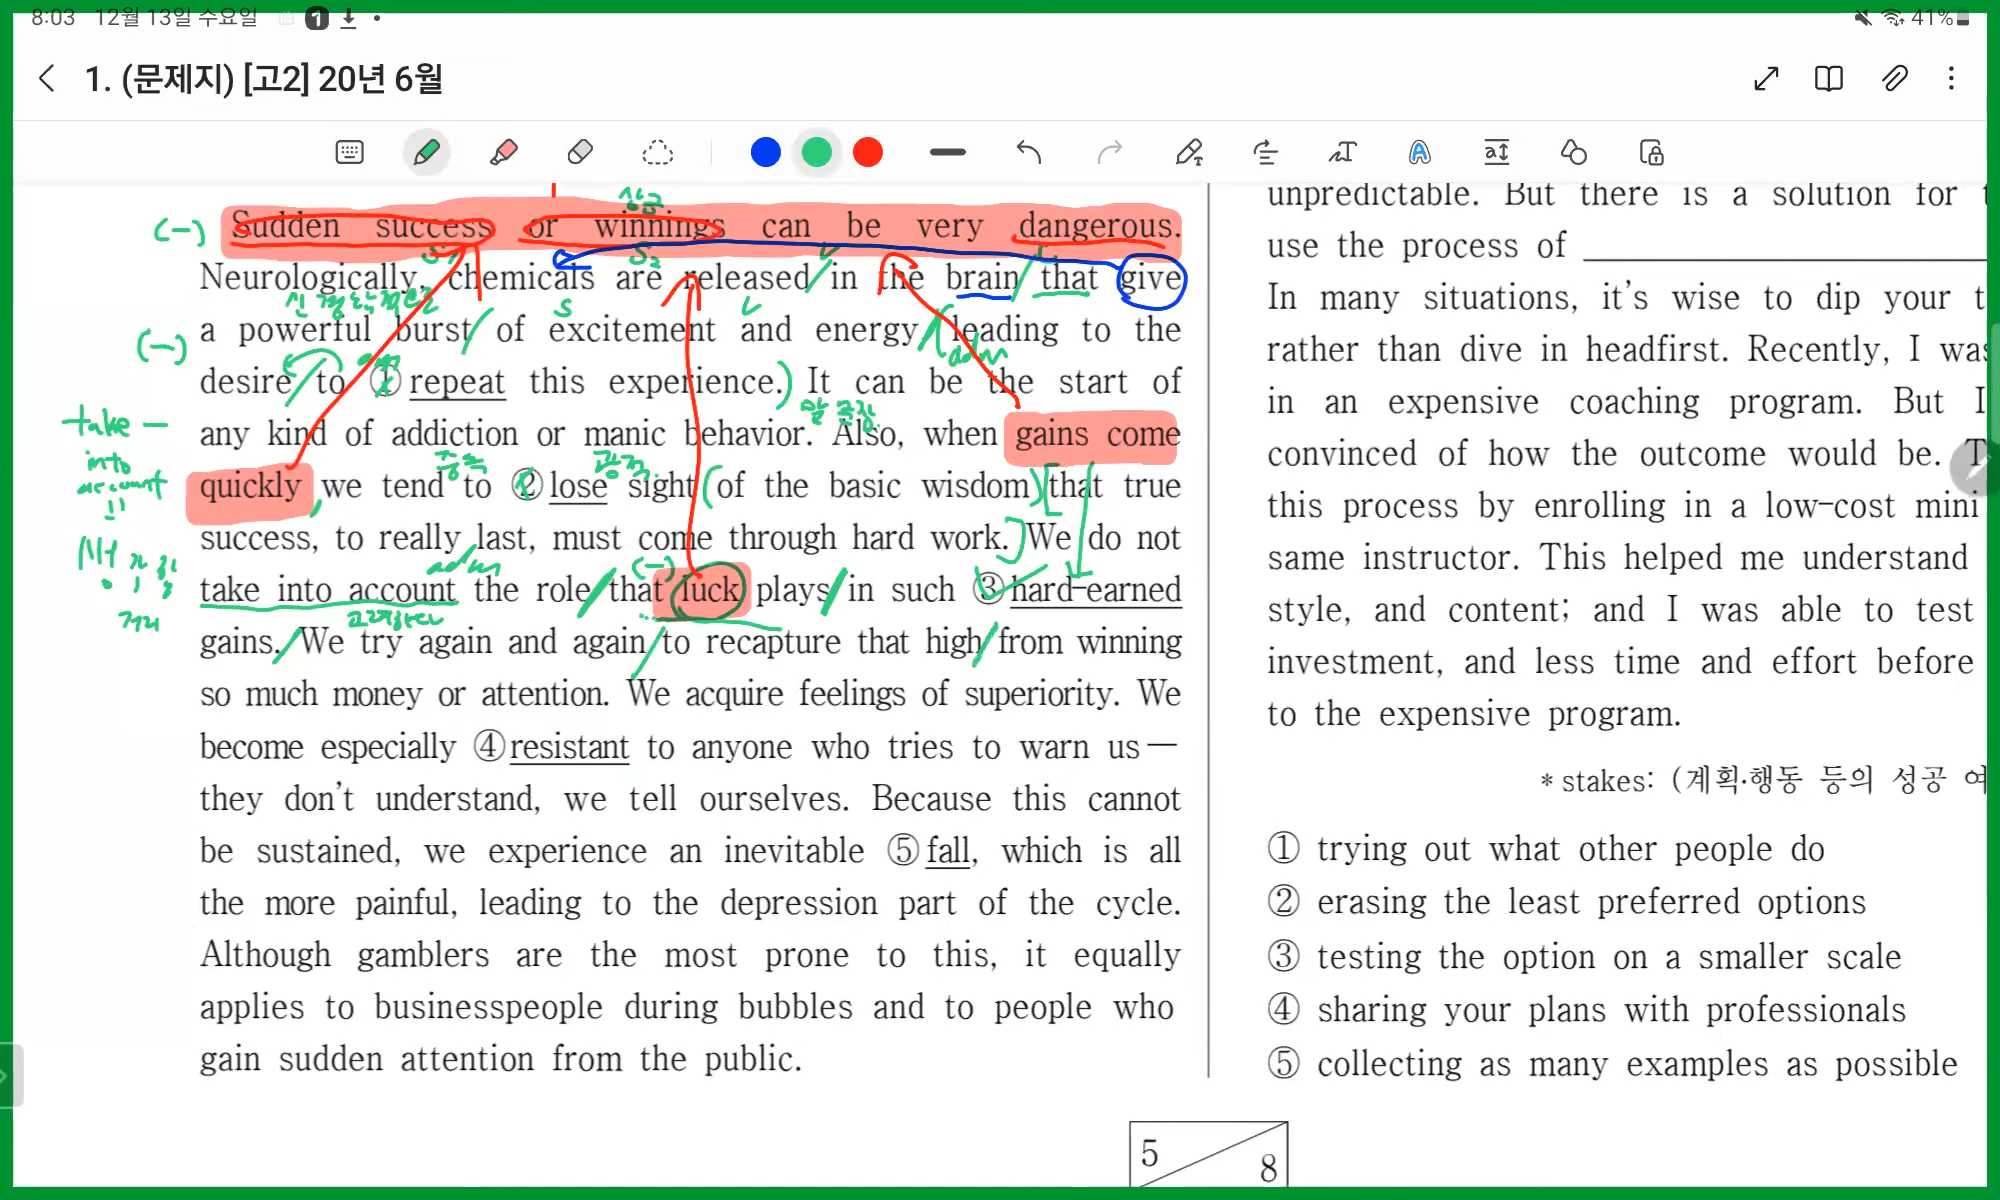 8:03 12월 13일 수요일
41%
1. (문제지) [고2] 20년 6월
상금
(-) Sudden success or winnings can be very dangerous.
S₂
Neurologically, chemicals are released in the brain that give
S
a powerful burst of excitement and energy, leading to the
(-)
desire to ① repeat this experience. It can be the start of
take —
into
account
any kind of addiction or manic behavior. Also, when gains come
중독
quickly, we tend to ② lose sight of the basic wisdom that true
success, to really last, must come through hard work. We do not
(-)
take into account the role that luck plays in such ③ hard-earned
고려하다
gains. We try again and again to recapture that high from winning
so much money or attention. We acquire feelings of superiority. We
become especially ④ resistant to anyone who tries to warn us—
they don't understand, we tell ourselves. Because this cannot
be sustained, we experience an inevitable ⑤ fall, which is all
the more painful, leading to the depression part of the cycle.
Although gamblers are the most prone to this, it equally
applies to businesspeople during bubbles and to people who
gain sudden attention from the public.
unpredictable. But there is a solution for
use the process of ____________
In many situations, it's wise to dip your
rather than dive in headfirst. Recently, I was
in an expensive coaching program. But I
convinced of how the outcome would be.
this process by enrolling in a low-cost mini
same instructor. This helped me understand
style, and content; and I was able to test
investment, and less time and effort before
to the expensive program.
* stakes: (계획·행동 등의 성공 여
① trying out what other people do
② erasing the least preferred options
③ testing the option on a smaller scale
④ sharing your plans with professionals
⑤ collecting as many examples as possible
5
8